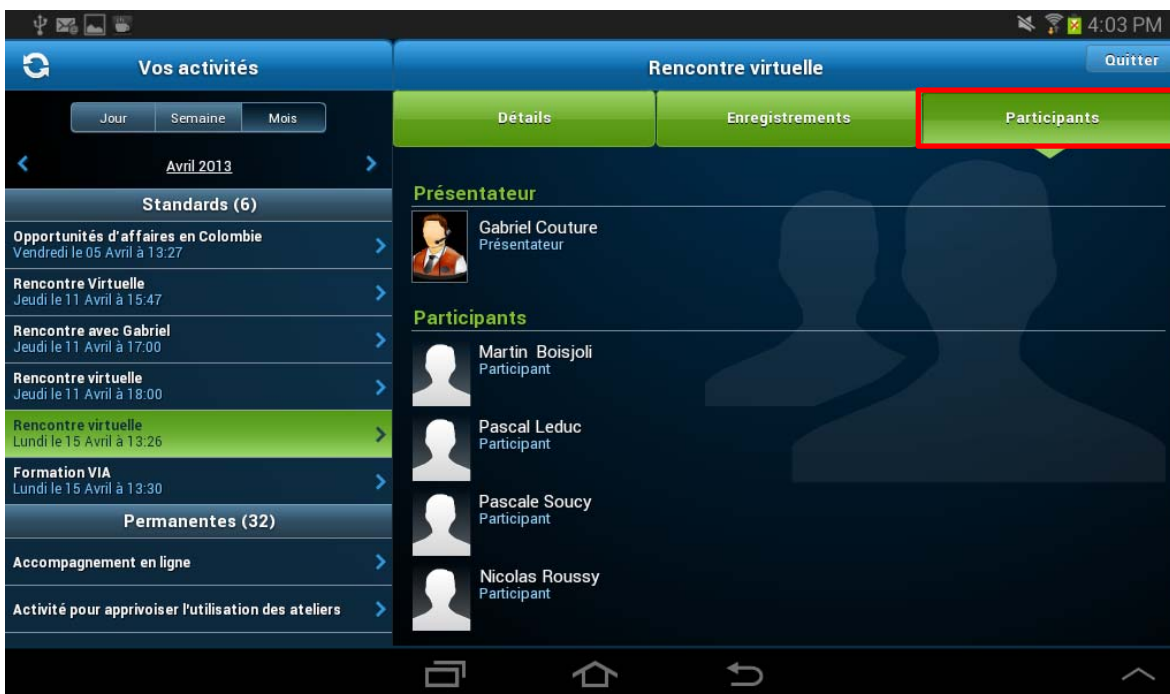 4:03 PM
Vos activités
Jour Semaine Mois
Avril 2013
Standards (6)
Opportunités d'affaires en Colombie
Vendredi le 05 Avril à 13:27
Rencontre Virtuelle
Jeudi le 11 Avril à 15:47
Rencontre avec Gabriel
Jeudi le 11 Avril à 17:00
Rencontre virtuelle
Jeudi le 11 Avril à 18:00
Rencontre virtuelle
Lundi le 15 Avril à 13:26
Formation VIA
Lundi le 15 Avril à 13:30
Permanentes (32)
Accompagnement en ligne
Activité pour apprivoiser l'utilisation des ateliers
Rencontre virtuelle
Quitter
Détails Enregistrements Participants
Présentateur
Gabriel Couture
Présentateur
Participants
Martin Boisjoli
Participant
Pascal Leduc
Participant
Pascale Soucy
Participant
Nicolas Roussy
Participant